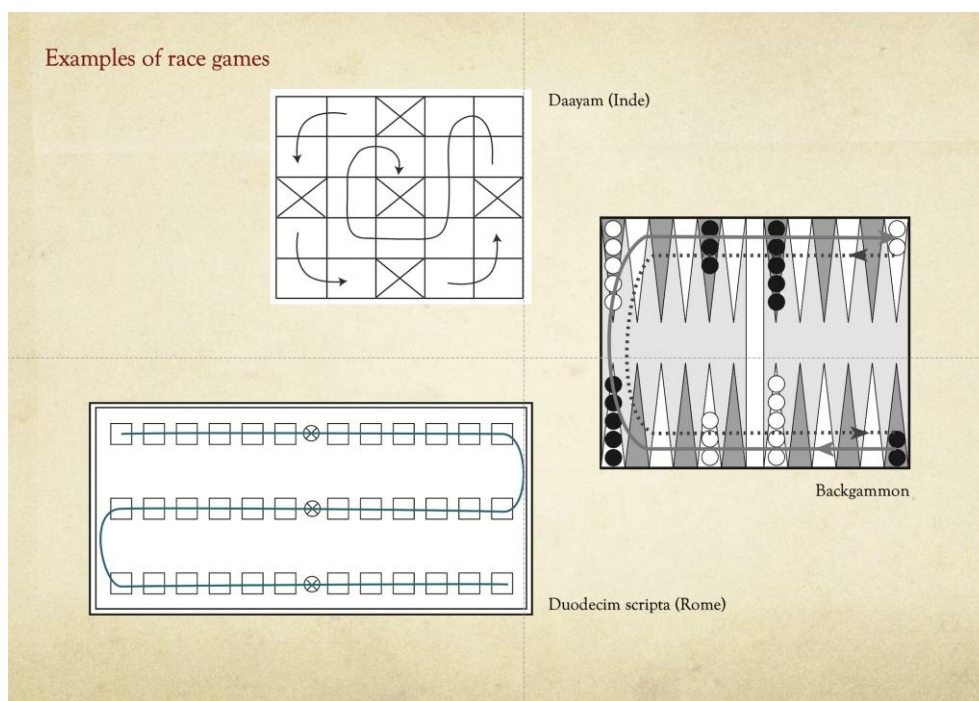 Examples of race games
Daayam (Inde)
Backgammon
Duodecim scripta (Rome)